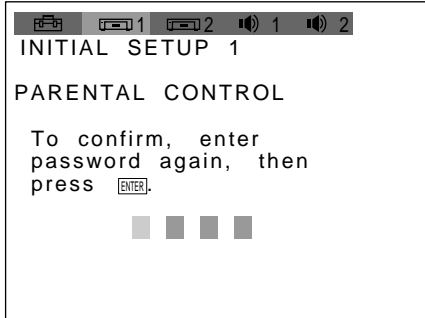 1 2 1 2
INITIAL SETUP 1
PARENTAL CONTROL
To confirm, enter
password again, then
press ENTER.